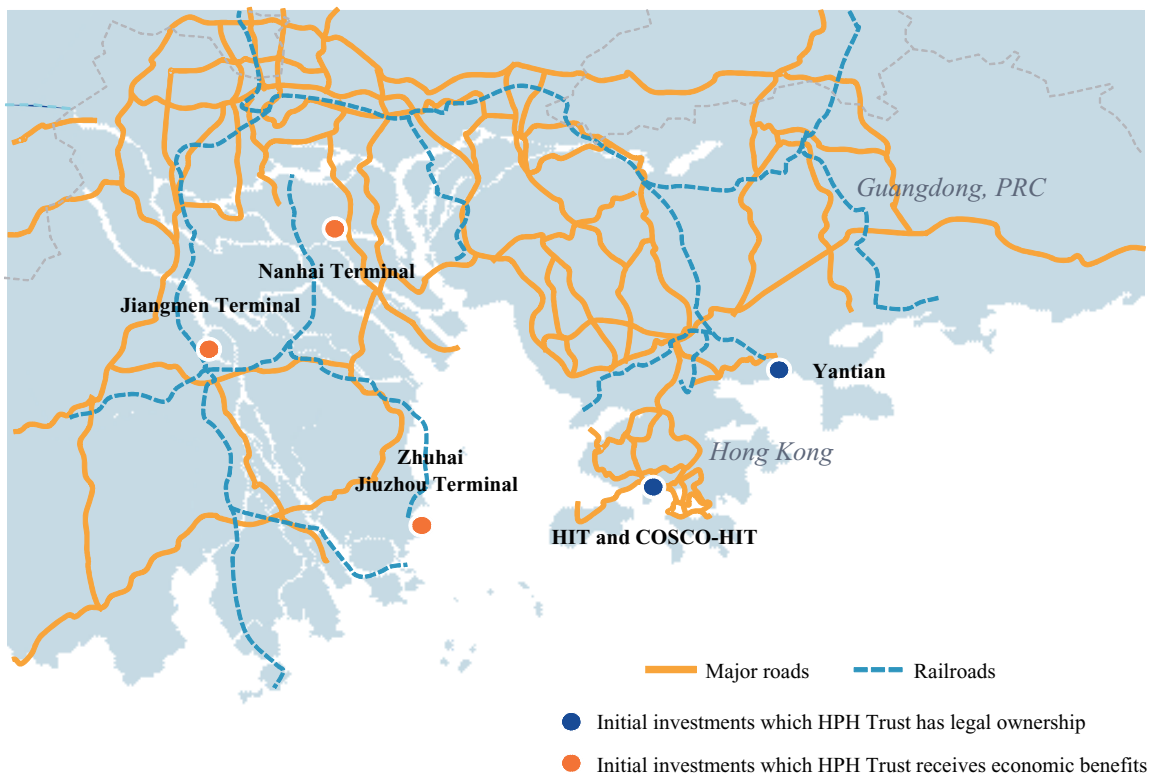 Guangdong, PRC
Nanhai Terminal
Jiangmen Terminal
Yantian
Hong Kong
Zhuhai
Jiuzhou Terminal
HIT and COSCO-HIT
Major roads
Railroads
Initial investments which HPH Trust has legal ownership
Initial investments which HPH Trust receives economic benefits